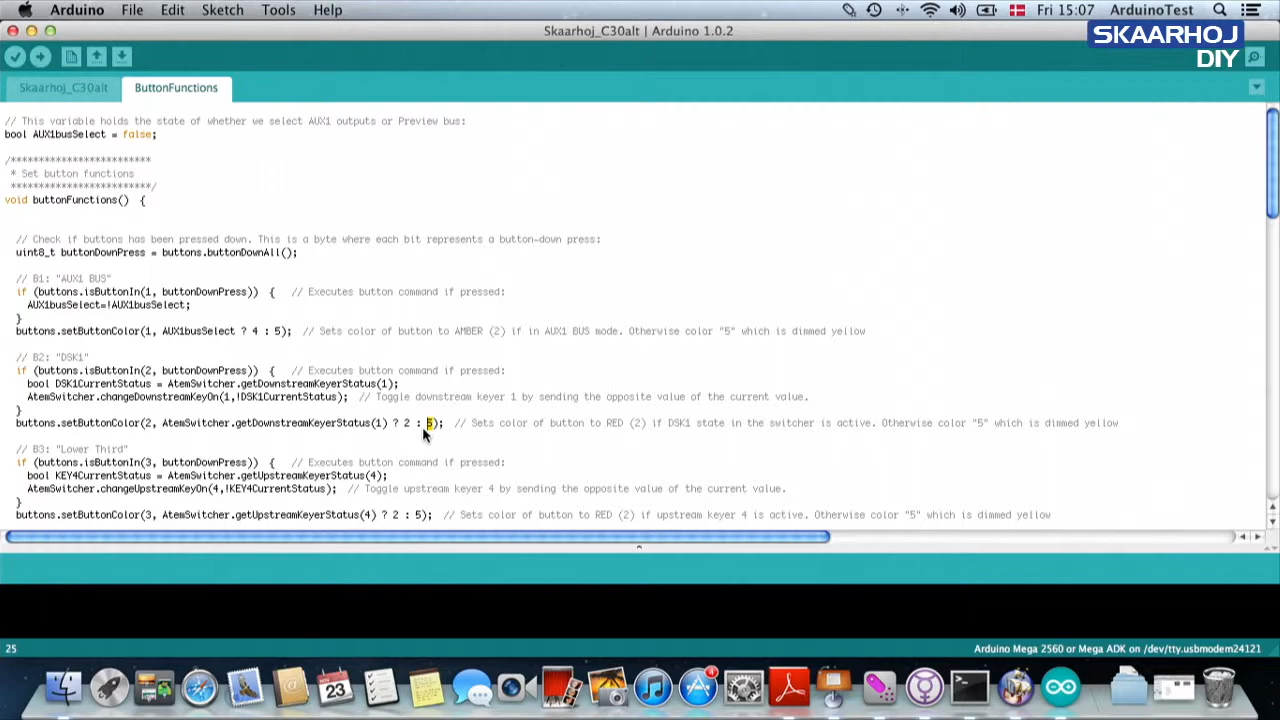 Arduino File Edit Sketch Tools Help Fri 15:07 ArduinoTest
Skaarhoj_C30alt | Arduino 1.0.2
SKAARHOJ
DIY
Skaarhoj_C30alt ButtonFunctions
// This variable holds the state of whether we select AUX1 outputs or Preview bus:
bool AUX1busSelect = false;
/*************************
* Set button functions
*************************/
void buttonFunctions() {
// Check if buttons has been pressed down. This is a byte where each bit represents a button-down press:
uint8_t buttonDownPress = buttons.buttonDownAll();
// B1: "AUX1 BUS"
if (buttons.isButtonIn(1, buttonDownPress)) { // Executes button command if pressed:
AUX1busSelect=!AUX1busSelect;
}
buttons.setButtonColor(1, AUX1busSelect ? 4 : 5); // Sets color of button to AMBER (2) if in AUX1 BUS mode. Otherwise color "5" which is dimmed yellow
// B2: "DSK1"
if (buttons.isButtonIn(2, buttonDownPress)) { // Executes button command if pressed:
bool DSK1CurrentStatus = AtemSwitcher.getDownstreamKeyerStatus(1);
AtemSwitcher.changeDownstreamKeyOn(1,!DSK1CurrentStatus); // Toggle downstream keyer 1 by sending the opposite value of the current value.
}
buttons.setButtonColor(2, AtemSwitcher.getDownstreamKeyerStatus(1) ? 2 : 5); // Sets color of button to RED (2) if DSK1 state in the switcher is active. Otherwise color "5" which is dimmed yellow
// B3: "Lower Third"
if (buttons.isButtonIn(3, buttonDownPress)) { // Executes button command if pressed:
bool KEY4CurrentStatus = AtemSwitcher.getUpstreamKeyerStatus(4);
AtemSwitcher.changeUpstreamKeyOn(4,!KEY4CurrentStatus); // Toggle upstream keyer 4 by sending the opposite value of the current value.
}
buttons.setButtonColor(3, AtemSwitcher.getUpstreamKeyerStatus(4) ? 2 : 5); // Sets color of button to RED (2) if upstream keyer 4 is active. Otherwise color "5" which is dimmed yellow
25 Arduino Mega 2560 or Mega ADK on /dev/tty.usbmodem24121
23
4